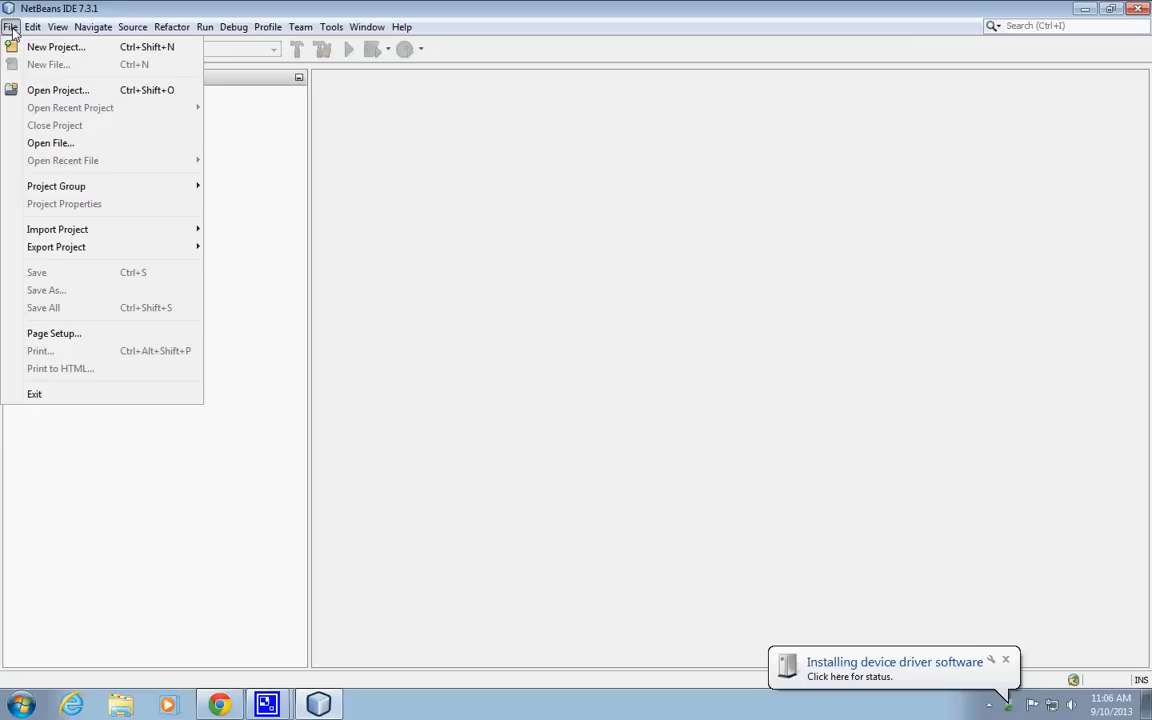 NetBeans IDE 7.3.1
File Edit View Navigate Source Refactor Run Debug Profile Team Tools Window Help
Search (Ctrl+I)
New Project... Ctrl+Shift+N
New File... Ctrl+N
Open Project... Ctrl+Shift+O
Open Recent Project
Close Project
Open File...
Open Recent File
Project Group
Project Properties
Import Project
Export Project
Save Ctrl+S
Save As...
Save All Ctrl+Shift+S
Page Setup...
Print... Ctrl+Alt+Shift+P
Print to HTML...
Exit
Installing device driver software
Click here for status.
INS
11:06 AM
9/10/2013